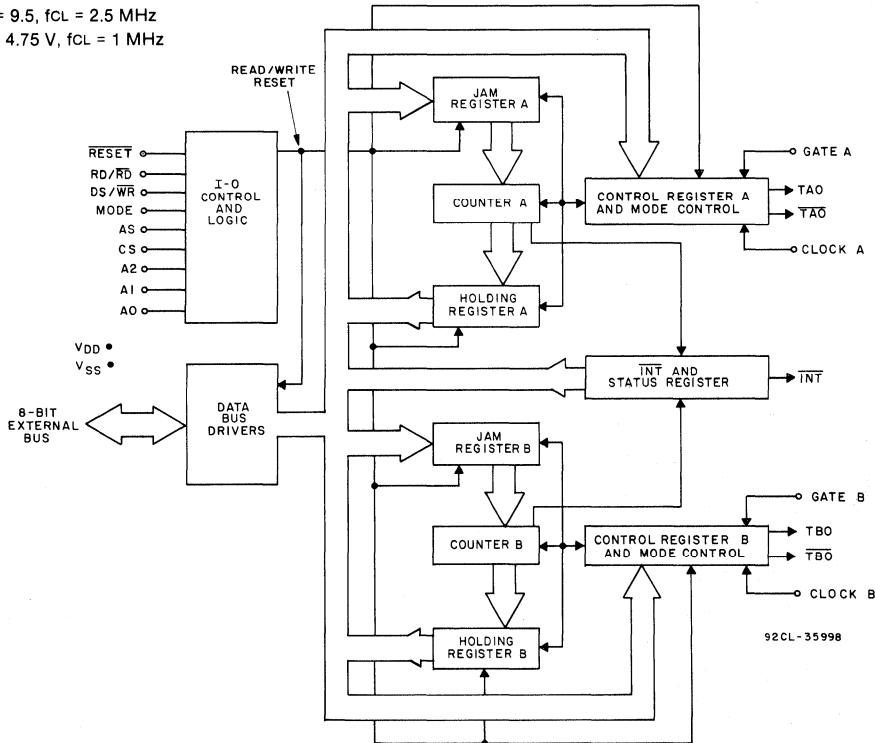 = 9.5, fCL = 2.5 MHz
4.75 V, fCL = 1 MHz
READ/WRITE
RESET
JAM
REGISTER A
RESET
RD/RD
DS/WR
MODE
AS
CS
A2
A1
A0
I-O
CONTROL
AND
LOGIC
COUNTER A
CONTROL REGISTER A
AND MODE CONTROL
GATE A
TAO
TAO
CLOCK A
HOLDING
REGISTER A
VDD
VSS
INT AND
STATUS REGISTER
INT
8-BIT
EXTERNAL
BUS
DATA
BUS
DRIVERS
JAM
REGISTER B
COUNTER B
CONTROL REGISTER B
AND MODE CONTROL
GATE B
TBO
TBO
CLOCK B
HOLDING
REGISTER B
92CL-35998